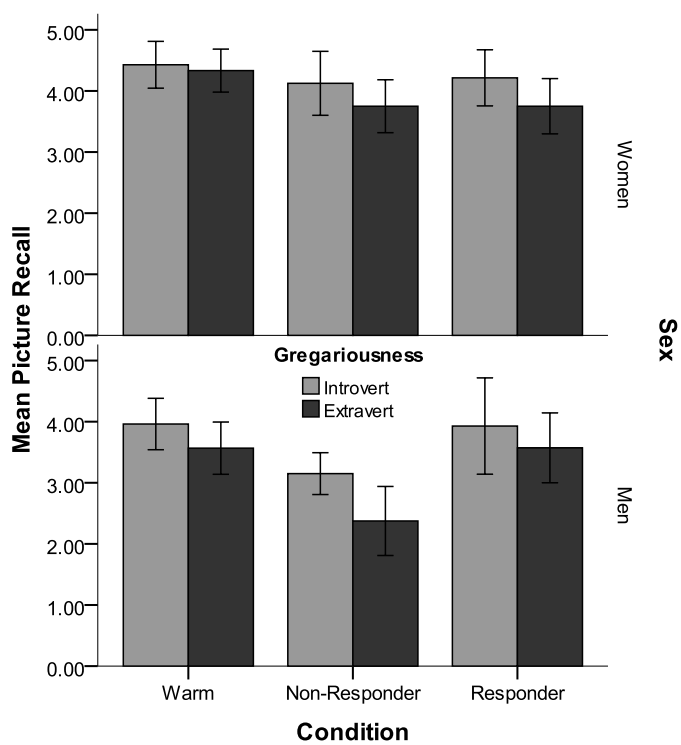 Mean Picture Recall
5.00
4.00
3.00
2.00
1.00
0.00
Women
Sex
Gregariousness
Introvert
Extravert
5.00
4.00
3.00
2.00
1.00
0.00
Men
Warm
Non-Responder
Responder
Condition